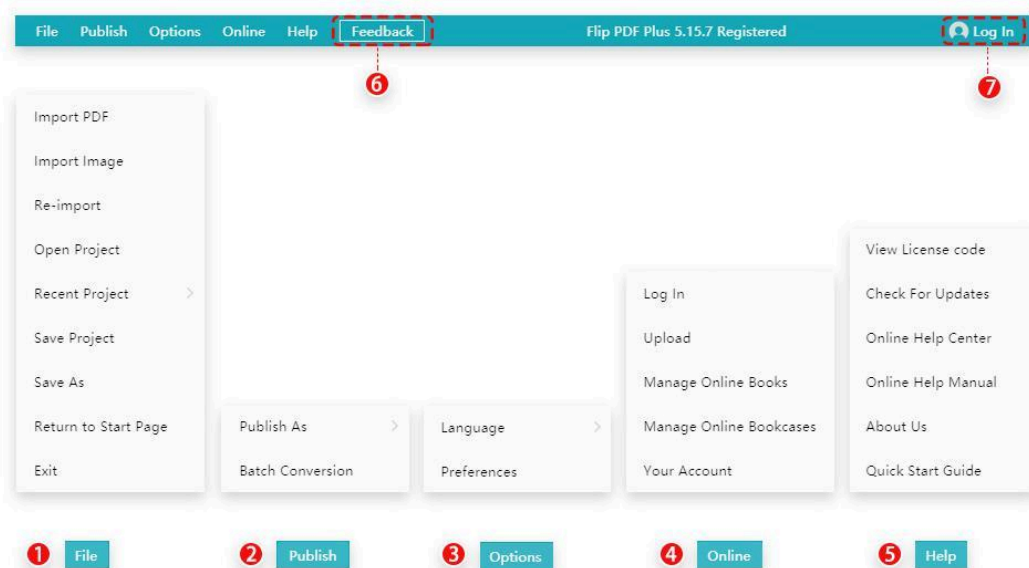 File Publish Options Online Help Feedback Flip PDF Plus 5.15.7 Registered Log In
6
7
Import PDF
Import Image
Re-import
Open Project
Recent Project >
Save Project
Save As
Return to Start Page
Exit
Publish As >
Batch Conversion
Language >
Preferences
Log In
Upload
Manage Online Books
Manage Online Bookcases
Your Account
View License code
Check For Updates
Online Help Center
Online Help Manual
About Us
Quick Start Guide
1 File
2 Publish
3 Options
4 Online
5 Help